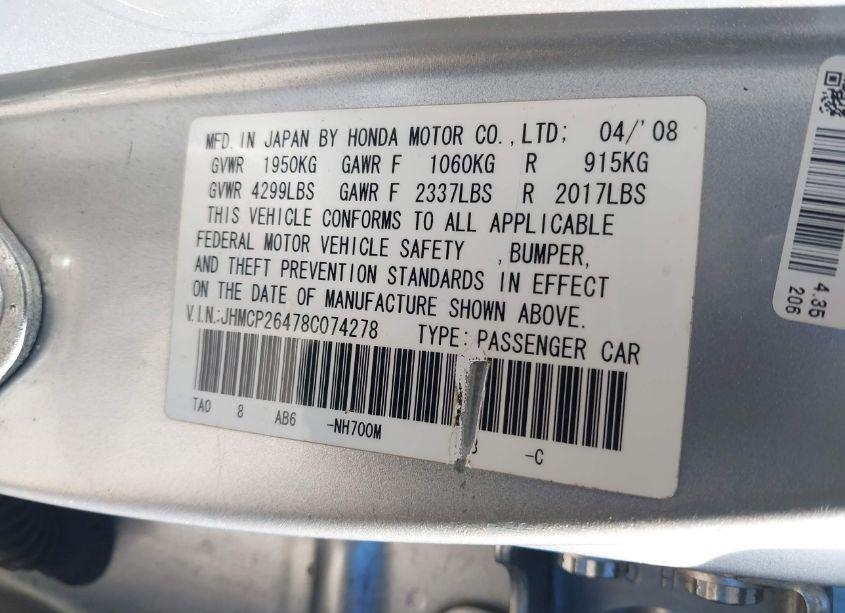 MFD. IN JAPAN BY HONDA MOTOR CO.,LTD; 04/'08
GVWR 1950KG GAWR F 1060KG R 915KG
GVWR 4299LBS GAWR F 2337LBS R 2017LBS
THIS VEHICLE CONFORMS TO ALL APPLICABLE
FEDERAL MOTOR VEHICLE SAFETY ,BUMPER,
AND THEFT PREVENTION STANDARDS IN EFFECT
ON THE DATE OF MANUFACTURE SHOWN ABOVE.
V.I.N.:JHMCP26478C074278 TYPE: PASSENGER CAR
TA0 8 AB6 -NH700M -C
4.35
206